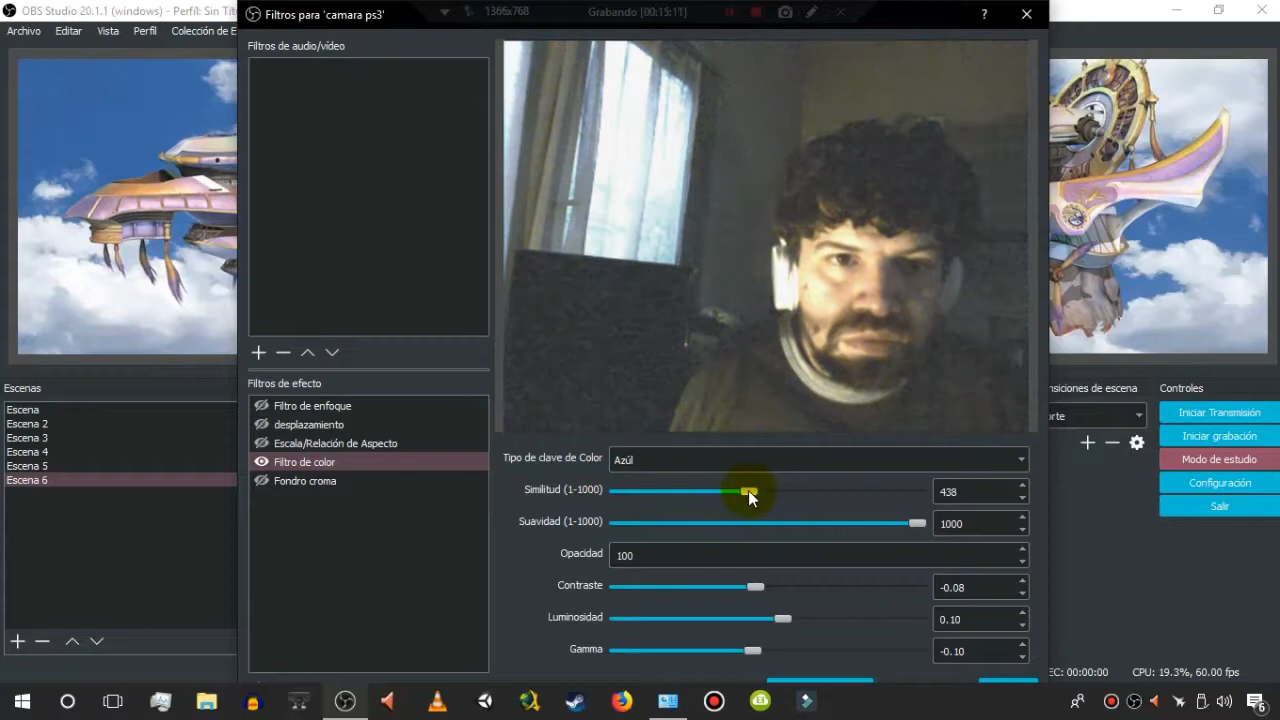 OBS Studio 20.1.1 (windows) - Perfil: Sin Tít
Filtros para 'camara ps3'
1366x768
Grabando [00:15:11]
?
Archivo Editar Vista Perfil Colección de E
Filtros de audio/vídeo
Filtros de efecto
Filtro de enfoque
desplazamiento
Escala/Relación de Aspecto
Filtro de color
Fondro croma
Escenas
Escena
Escena 2
Escena 3
Escena 4
Escena 5
Escena 6
Tipo de clave de Color Azúl
Similitud (1-1000) 438
Suavidad (1-1000) 1000
Opacidad 100
Contraste -0.08
Luminosidad 0.10
Gamma -0.10
nsiciones de escena
orte
Controles
Iniciar Transmisión
Iniciar grabación
Modo de estudio
Configuración
Salir
EC: 00:00:00 CPU: 19.3%, 60.00 fps
6